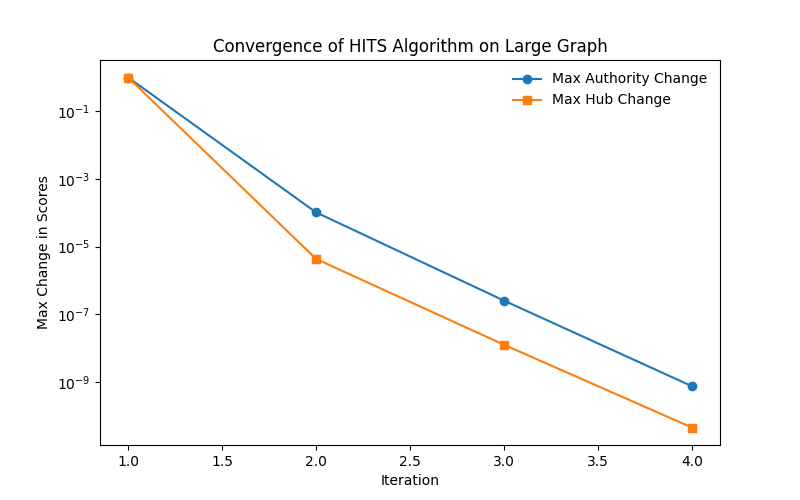 Convergence of HITS Algorithm on Large Graph
Max Authority Change
Max Hub Change
Max Change in Scores
10⁻¹
10⁻³
10⁻⁵
10⁻⁷
10⁻⁹
1.0 1.5 2.0 2.5 3.0 3.5 4.0
Iteration